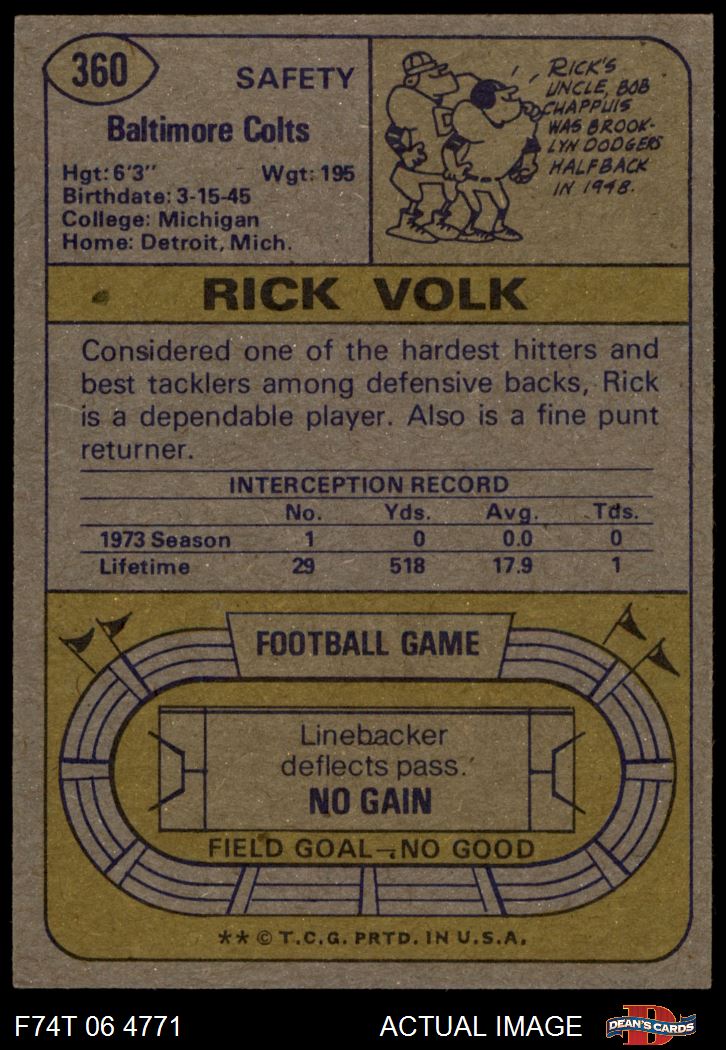 360
SAFETY
Baltimore Colts
Hgt: 6'3" Wgt: 195
Birthdate: 3-15-45
College: Michigan
Home: Detroit, Mich.
RICK'S
UNCLE, BOB
CHAPPUIS
WAS BROOK-
LYN DODGERS
HALFBACK
IN 1948.
RICK VOLK
Considered one of the hardest hitters and
best tacklers among defensive backs, Rick
is a dependable player. Also is a fine punt
returner.
INTERCEPTION RECORD
No. Yds. Avg. Tds.
1973 Season 1 0 0.0 0
Lifetime 29 518 17.9 1
FOOTBALL GAME
Linebacker
deflects pass.
NO GAIN
FIELD GOAL—NO GOOD
** © T.C.G. PRTD. IN U.S.A.
F74T 06 4771 ACTUAL IMAGE D DEAN'S CARDS